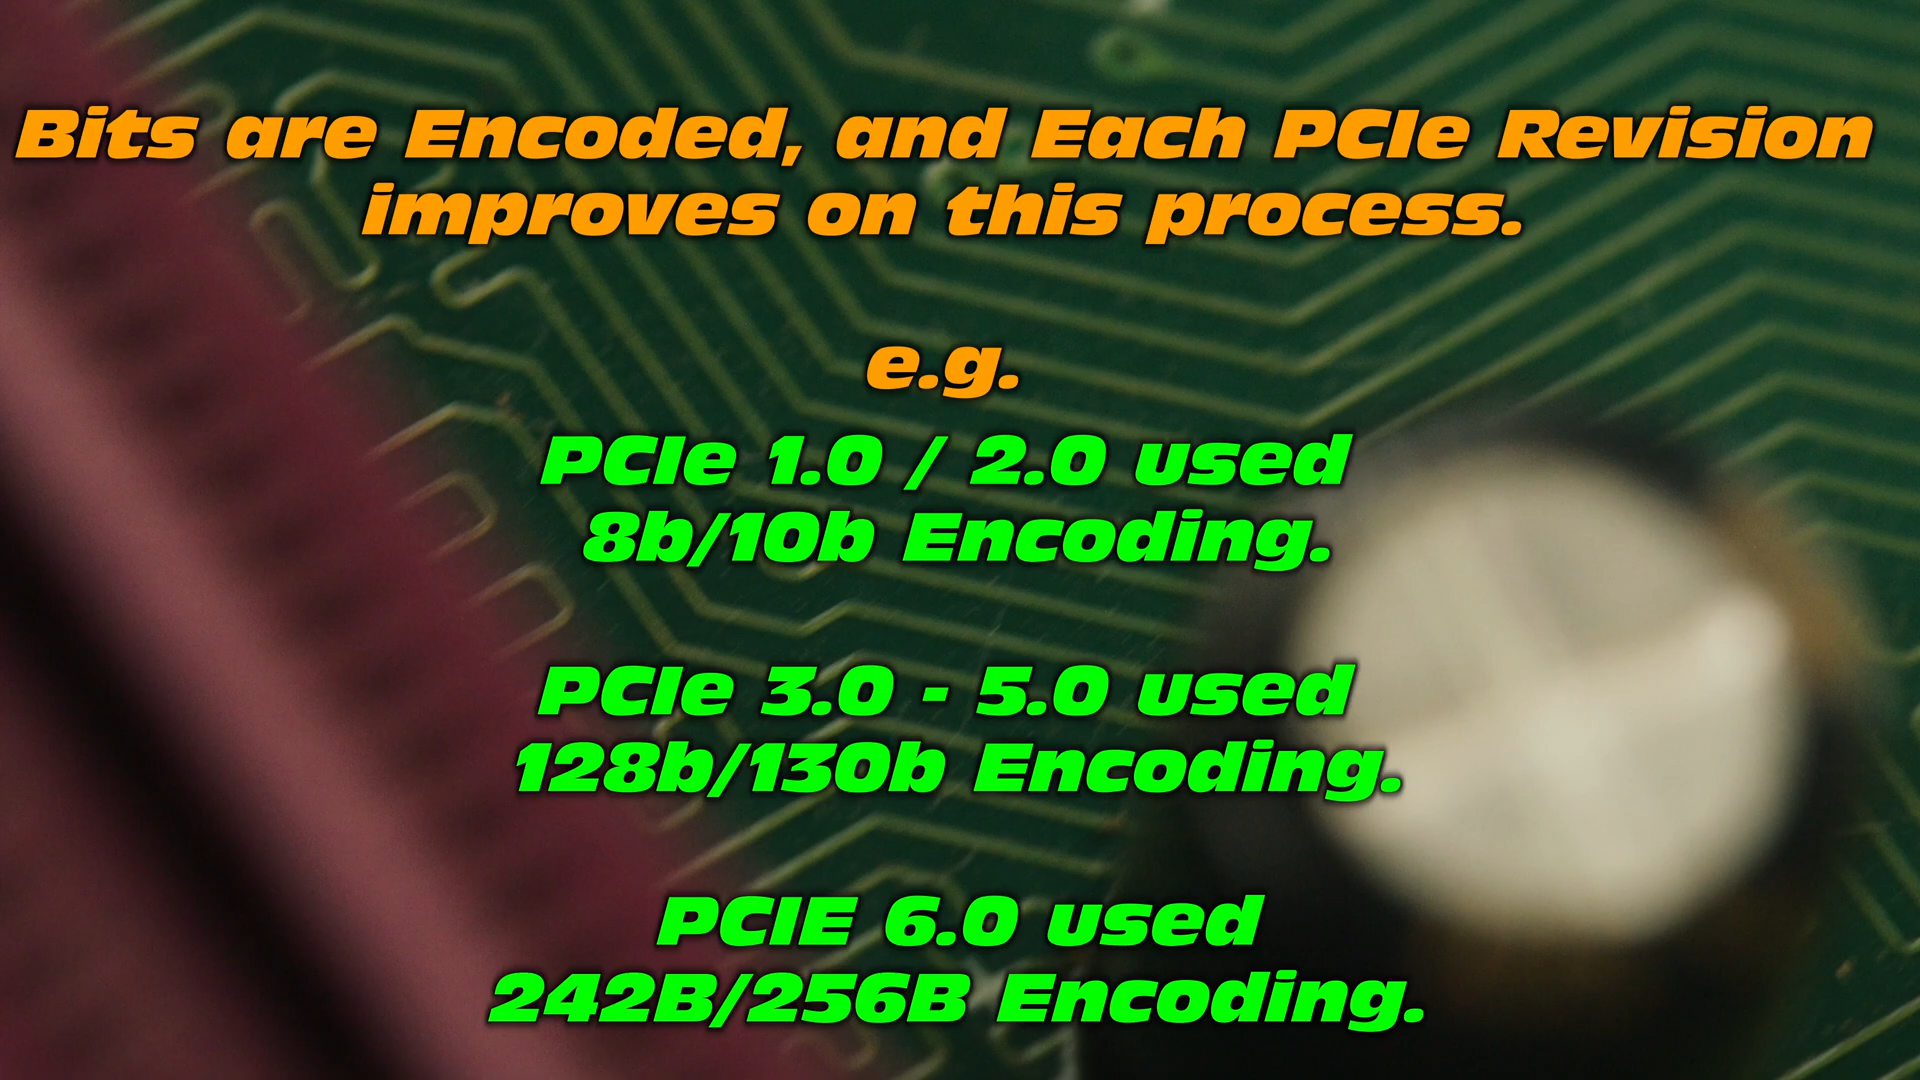 Bits are Encoded, and Each PCIe Revision
improves on this process.
e.g.
PCIe 1.0 / 2.0 used
8b/10b Encoding.
PCIe 3.0 - 5.0 used
128b/130b Encoding.
PCIE 6.0 used
242B/256B Encoding.